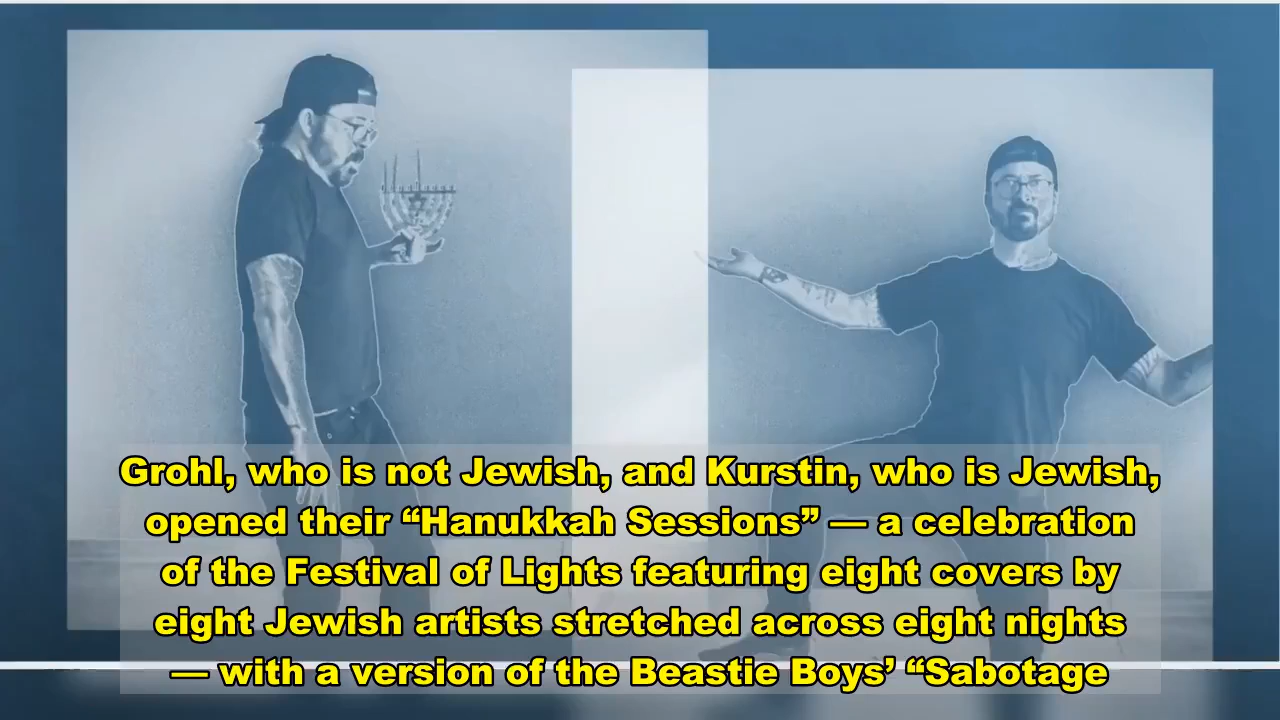 Grohl, who is not Jewish, and Kurstin, who is Jewish,
opened their “Hanukkah Sessions” — a celebration
of the Festival of Lights featuring eight covers by
eight Jewish artists stretched across eight nights
— with a version of the Beastie Boys’ “Sabotage